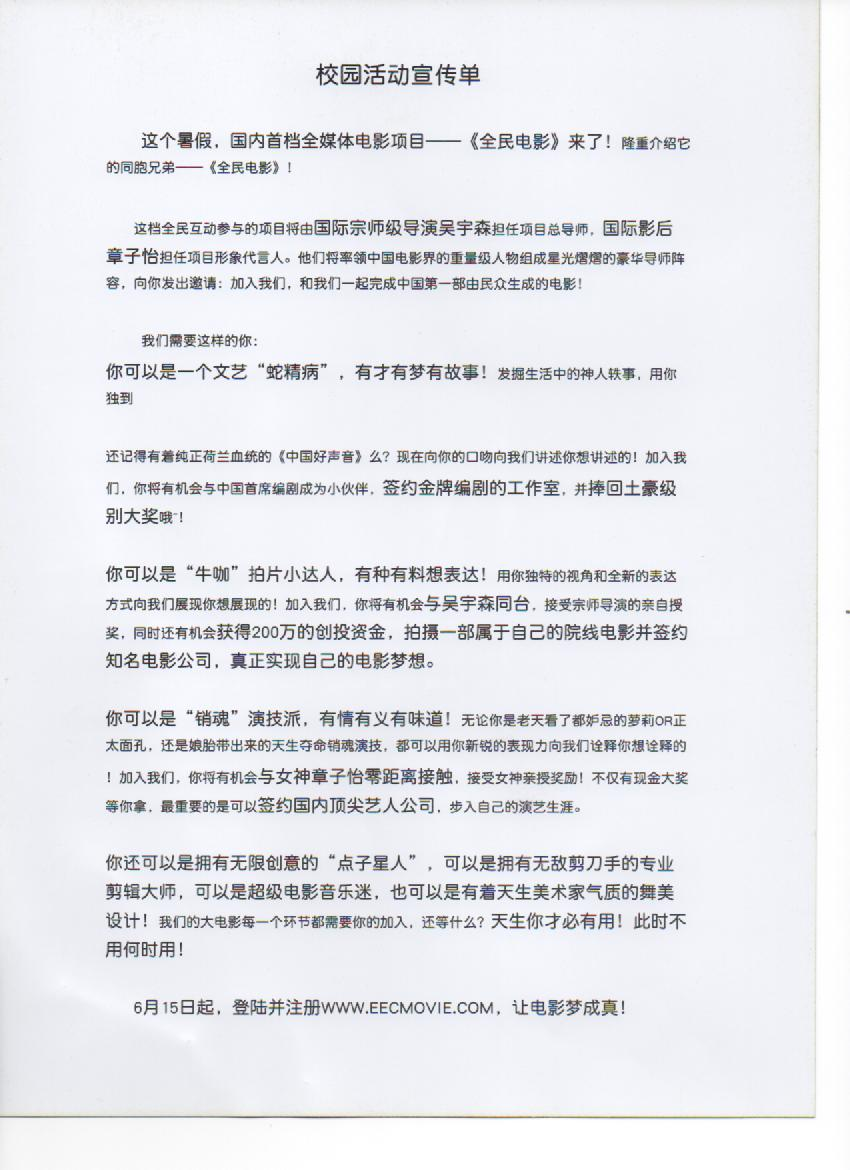 校园活动宣传单
这个暑假，国内首档全媒体电影项目——《全民电影》来了！隆重介绍它
的同胞兄弟——《全民电影》！
这档全民互动参与的项目将由国际宗师级导演吴宇森担任项目总导师，国际影后
章子怡担任项目形象代言人。他们将率领中国电影界的重量级人物组成星光熠熠的豪华导师阵
容，向你发出邀请：加入我们，和我们一起完成中国第一部由民众生成的电影！
我们需要这样的你：
你可以是一个文艺“蛇精病”，有才有梦有故事！发掘生活中的神人轶事，用你
独到
还记得有着纯正荷兰血统的《中国好声音》么？现在向你的口吻向我们讲述你想讲述的！加入我
们，你将有机会与中国首席编剧成为小伙伴，签约金牌编剧的工作室，并捧回土豪级
别大奖哦~！
你可以是“牛咖”拍片小达人，有种有料想表达！用你独特的视角和全新的表达
方式向我们展现你想展现的！加入我们，你将有机会与吴宇森同台，接受宗师导演的亲自授
奖，同时还有机会获得200万的创投资金，拍摄一部属于自己的院线电影并签约
知名电影公司，真正实现自己的电影梦想。
你可以是“销魂”演技派，有情有义有味道！无论你是老天看了都妒忌的萝莉OR正
太面孔，还是娘胎带出来的天生夺命销魂演技，都可以用你新锐的表现力向我们诠释你想诠释的
！加入我们，你将有机会与女神章子怡零距离接触，接受女神亲授奖励！不仅有现金大奖
等你拿，最重要的是可以签约国内顶尖艺人公司，步入自己的演艺生涯。
你还可以是拥有无限创意的“点子星人”，可以是拥有无敌剪刀手的专业
剪辑大师，可以是超级电影音乐迷，也可以是有着天生美术家气质的舞美
设计！我们的大电影每一个环节都需要你的加入，还等什么？天生你才必有用！此时不
用何时用！
6月15日起，登陆并注册WWW.EECMOVIE.COM，让电影梦成真！